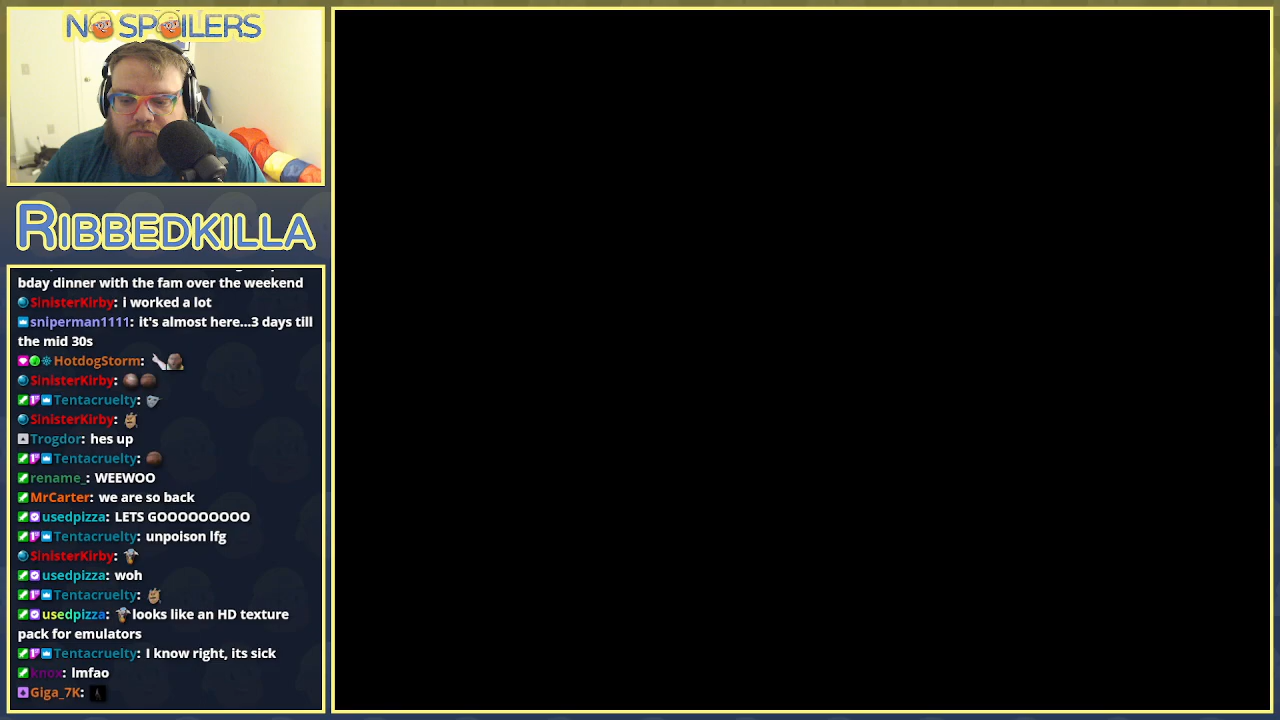 NO SPOILERS
RIBBEDKILLA
bday dinner with the fam over the weekend
SinisterKirby: i worked a lot
sniperman1111: it's almost here...3 days till
the mid 30s
HotdogStorm:
SinisterKirby:
Tentacruelty:
SinisterKirby:
Trogdor: hes up
Tentacruelty:
rename_: WEEWOO
MrCarter: we are so back
usedpizza: LETS GOOOOOOOOO
Tentacruelty: unpoison lfg
SinisterKirby:
usedpizza: woh
Tentacruelty:
usedpizza: looks like an HD texture
pack for emulators
Tentacruelty: I know right, its sick
knox: lmfao
Giga_7K: